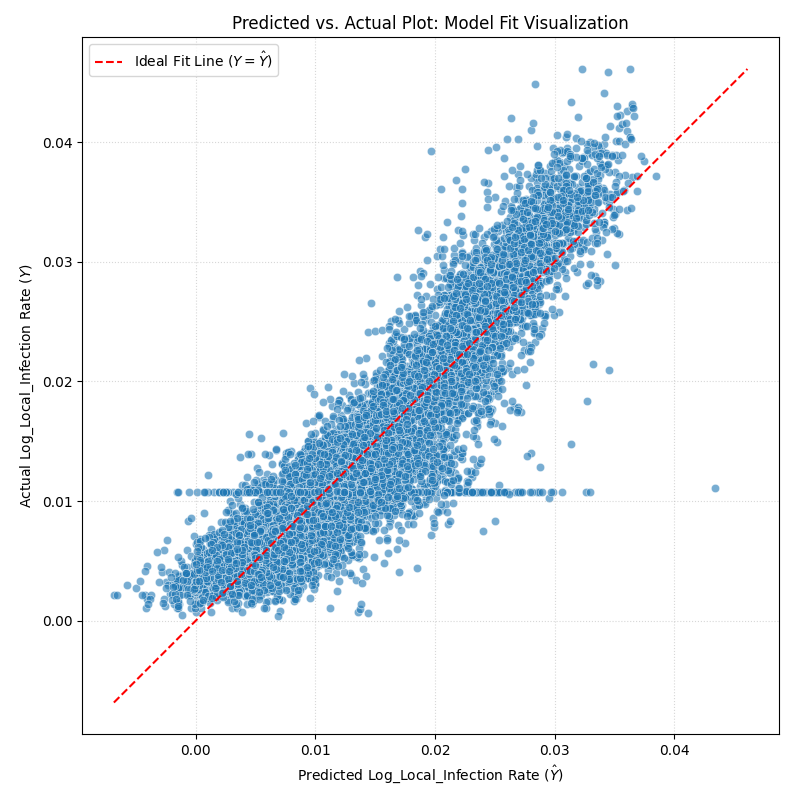 Predicted vs. Actual Plot: Model Fit Visualization
Ideal Fit Line (Y = Ŷ)
Actual Log_Local_Infection Rate (Y)
0.04
0.03
0.02
0.01
0.00
0.00 0.01 0.02 0.03 0.04
Predicted Log_Local_Infection Rate (Ŷ)